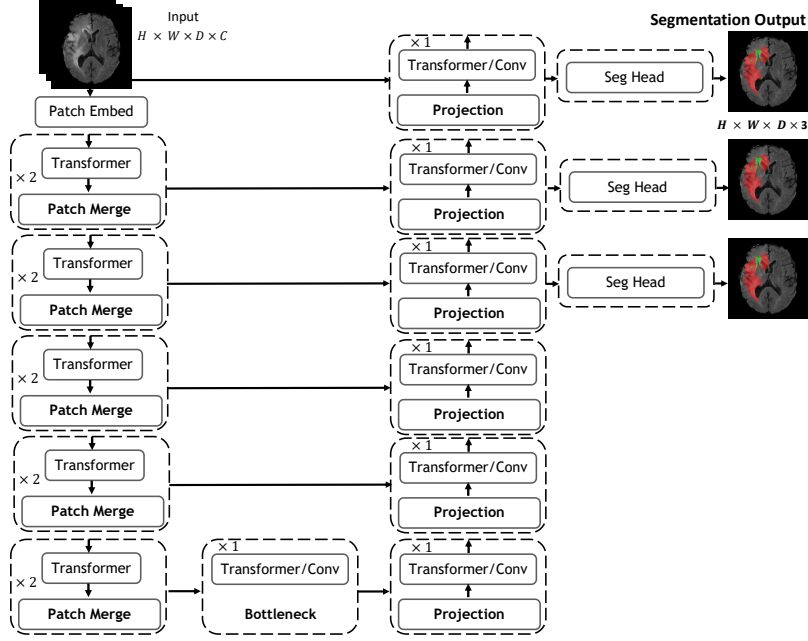 Input
Segmentation Output
H × W × D × C
× 1
Transformer/Conv
Projection
Seg Head
Patch Embed
H × W × D × 3
× 2
Transformer
Patch Merge
× 1
Transformer/Conv
Projection
Seg Head
× 2
Transformer
Patch Merge
× 1
Transformer/Conv
Projection
Seg Head
× 2
Transformer
Patch Merge
× 1
Transformer/Conv
Projection
× 2
Transformer
Patch Merge
× 1
Transformer/Conv
Projection
× 2
Transformer
Patch Merge
× 1
Transformer/Conv
Bottleneck
× 1
Transformer/Conv
Projection